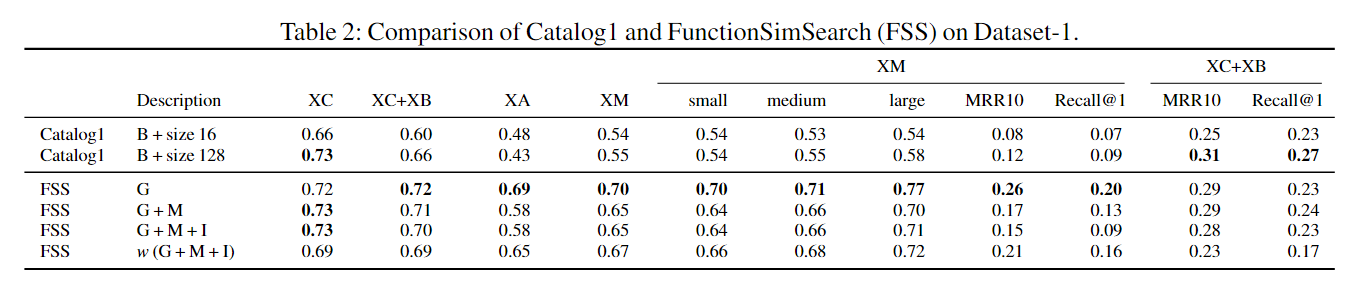 Table 2: Comparison of Catalog1 and FunctionSimSearch (FSS) on Dataset-1.
XM XC+XB
Description XC XC+XB XA XM small medium large MRR10 Recall@1 MRR10 Recall@1
Catalog1 B + size 16 0.66 0.60 0.48 0.54 0.54 0.53 0.54 0.08 0.07 0.25 0.23
Catalog1 B + size 128 0.73 0.66 0.43 0.55 0.54 0.55 0.58 0.12 0.09 0.31 0.27
FSS G 0.72 0.72 0.69 0.70 0.70 0.71 0.77 0.26 0.20 0.29 0.23
FSS G + M 0.73 0.71 0.58 0.65 0.64 0.66 0.70 0.17 0.13 0.29 0.24
FSS G + M + I 0.73 0.70 0.58 0.65 0.64 0.66 0.71 0.15 0.09 0.28 0.23
FSS w (G + M + I) 0.69 0.69 0.65 0.67 0.66 0.68 0.72 0.21 0.16 0.23 0.17